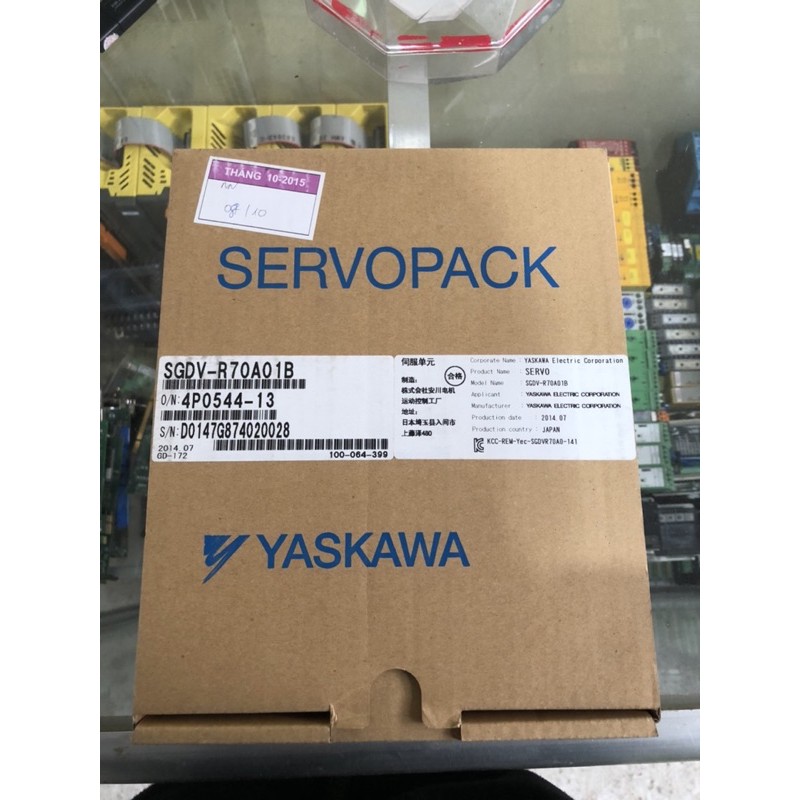 THÁNG 10-2015
NN
08/10
SERVOPACK
SGDV-R70A01B
O/N: 4P0544-13
S/N: D0147G874020028
2014.07
GD-172
100-064-399
伺服单元
制造:
株式会社安川电机
运动控制工厂
地址:
日本埼玉县入间市
上藤泽480
合格
Corporate Name : YASKAWA Electric Corporation
Product Name : SERVO
Model Name : SGDV-R70A01B
Applicant : YASKAWA ELECTRIC CORPORATION
Manufacturer : YASKAWA ELECTRIC CORPORATION
Production date : 2014.07
Production country : JAPAN
KCC-REM-Yec-SGDVR70A0-141
YASKAWA